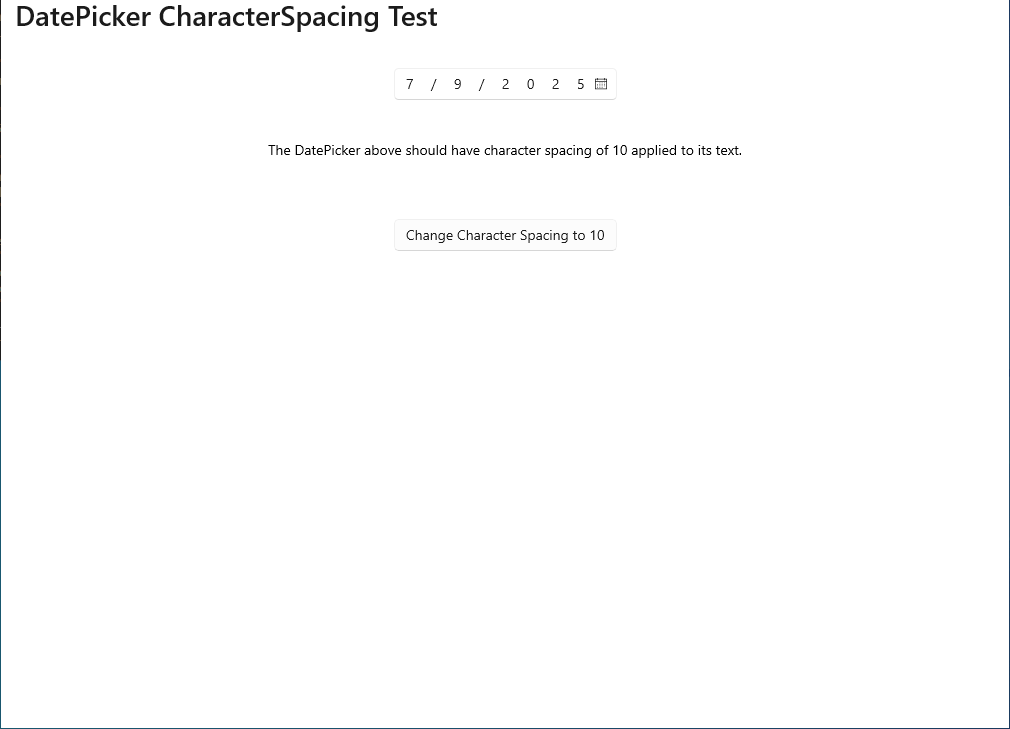 DatePicker CharacterSpacing Test
7 / 9 / 2 0 2 5
The DatePicker above should have character spacing of 10 applied to its text.
Change Character Spacing to 10